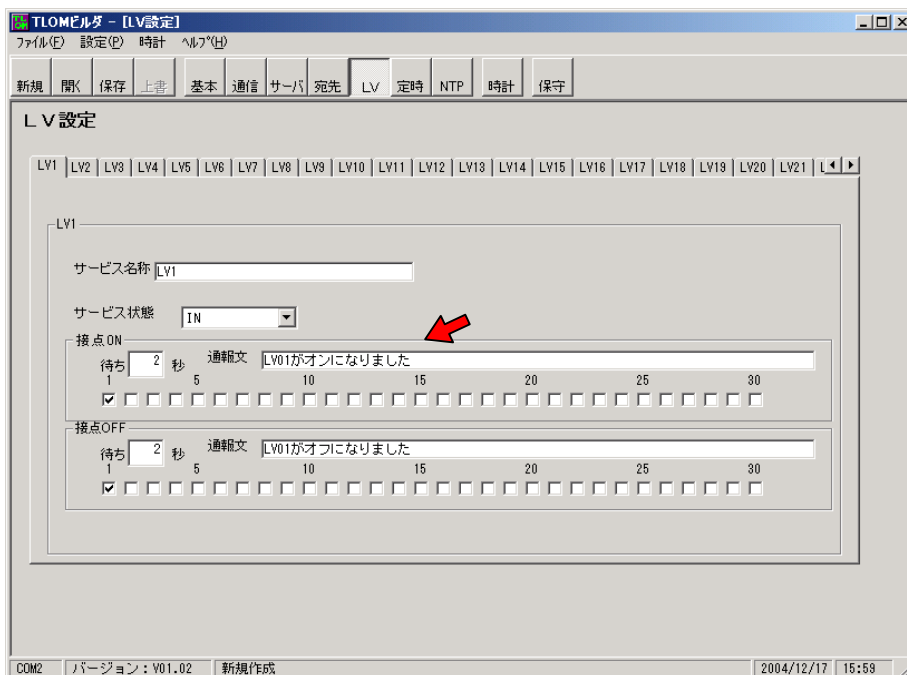 TLOMビルダ - [LV設定]
ファイル(F) 設定(P) 時計 ヘルプ(H)
新規 開く 保存 上書 基本 通信 サーバ 宛先 LV 定時 NTP 時計 保守
LV設定
LV1 LV2 LV3 LV4 LV5 LV6 LV7 LV8 LV9 LV10 LV11 LV12 LV13 LV14 LV15 LV16 LV17 LV18 LV19 LV20 LV21
LV1
サービス名称 LV1
サービス状態 IN
接点ON
待ち 2 秒 通報文 LV01がオンになりました
1 5 10 15 20 25 30
接点OFF
待ち 2 秒 通報文 LV01がオフになりました
1 5 10 15 20 25 30
COM2 バージョン:V01.02 新規作成 2004/12/17 15:59